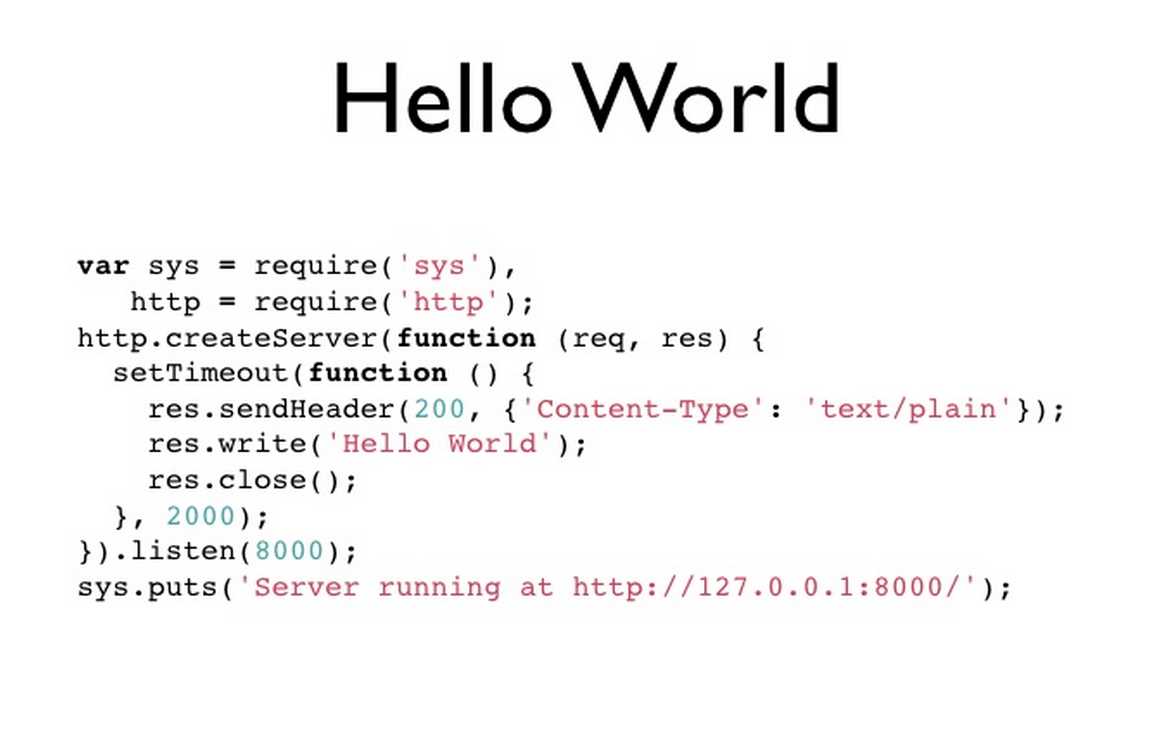 Hello World
var sys = require('sys'),
   http = require('http');
http.createServer(function (req, res) {
  setTimeout(function () {
    res.sendHeader(200, {'Content-Type': 'text/plain'});
    res.write('Hello World');
    res.close();
  }, 2000);
}).listen(8000);
sys.puts('Server running at http://127.0.0.1:8000/');